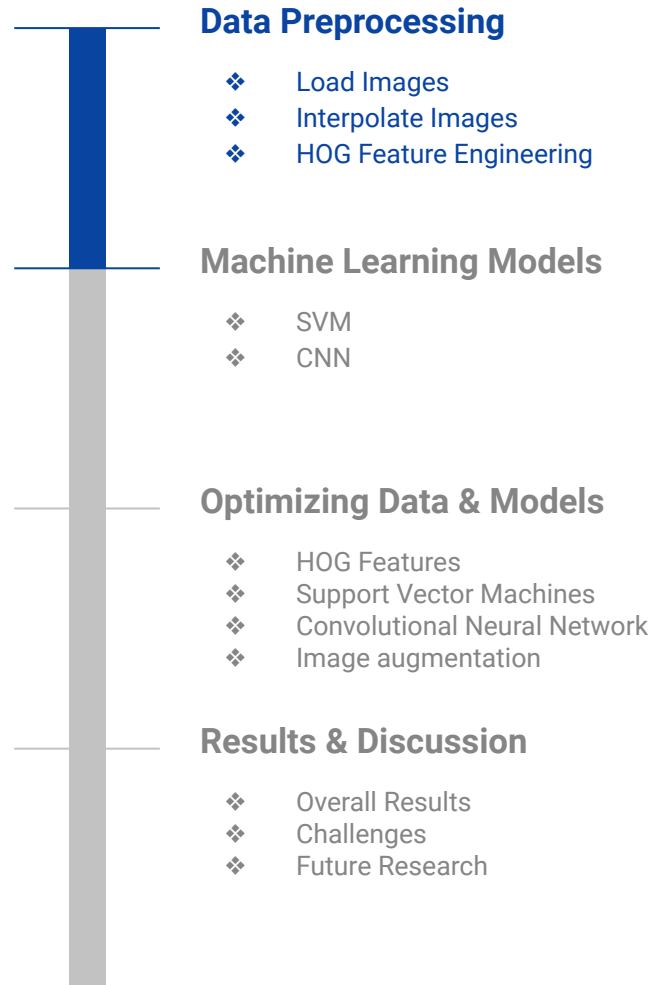 Data Preprocessing
❖ Load Images
❖ Interpolate Images
❖ HOG Feature Engineering
Machine Learning Models
❖ SVM
❖ CNN
Optimizing Data & Models
❖ HOG Features
❖ Support Vector Machines
❖ Convolutional Neural Network
❖ Image augmentation
Results & Discussion
❖ Overall Results
❖ Challenges
❖ Future Research